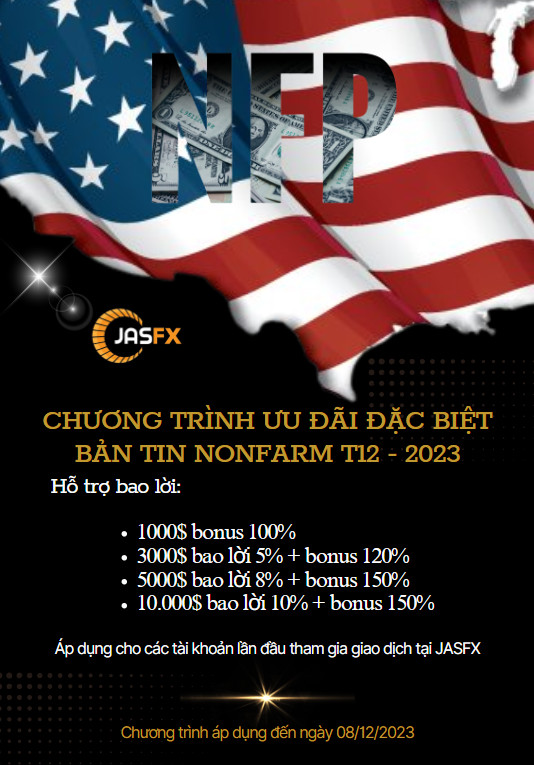 NFP
JASFX
CHƯƠNG TRÌNH ƯU ĐÃI ĐẶC BIỆT
BẢN TIN NONFARM T12 - 2023
Hỗ trợ bao lời:
• 1000$ bonus 100%
• 3000$ bao lời 5% + bonus 120%
• 5000$ bao lời 8% + bonus 150%
• 10.000$ bao lời 10% + bonus 150%
Áp dụng cho các tài khoản lần đầu tham gia giao dịch tại JASFX
Chương trình áp dụng đến ngày 08/12/2023